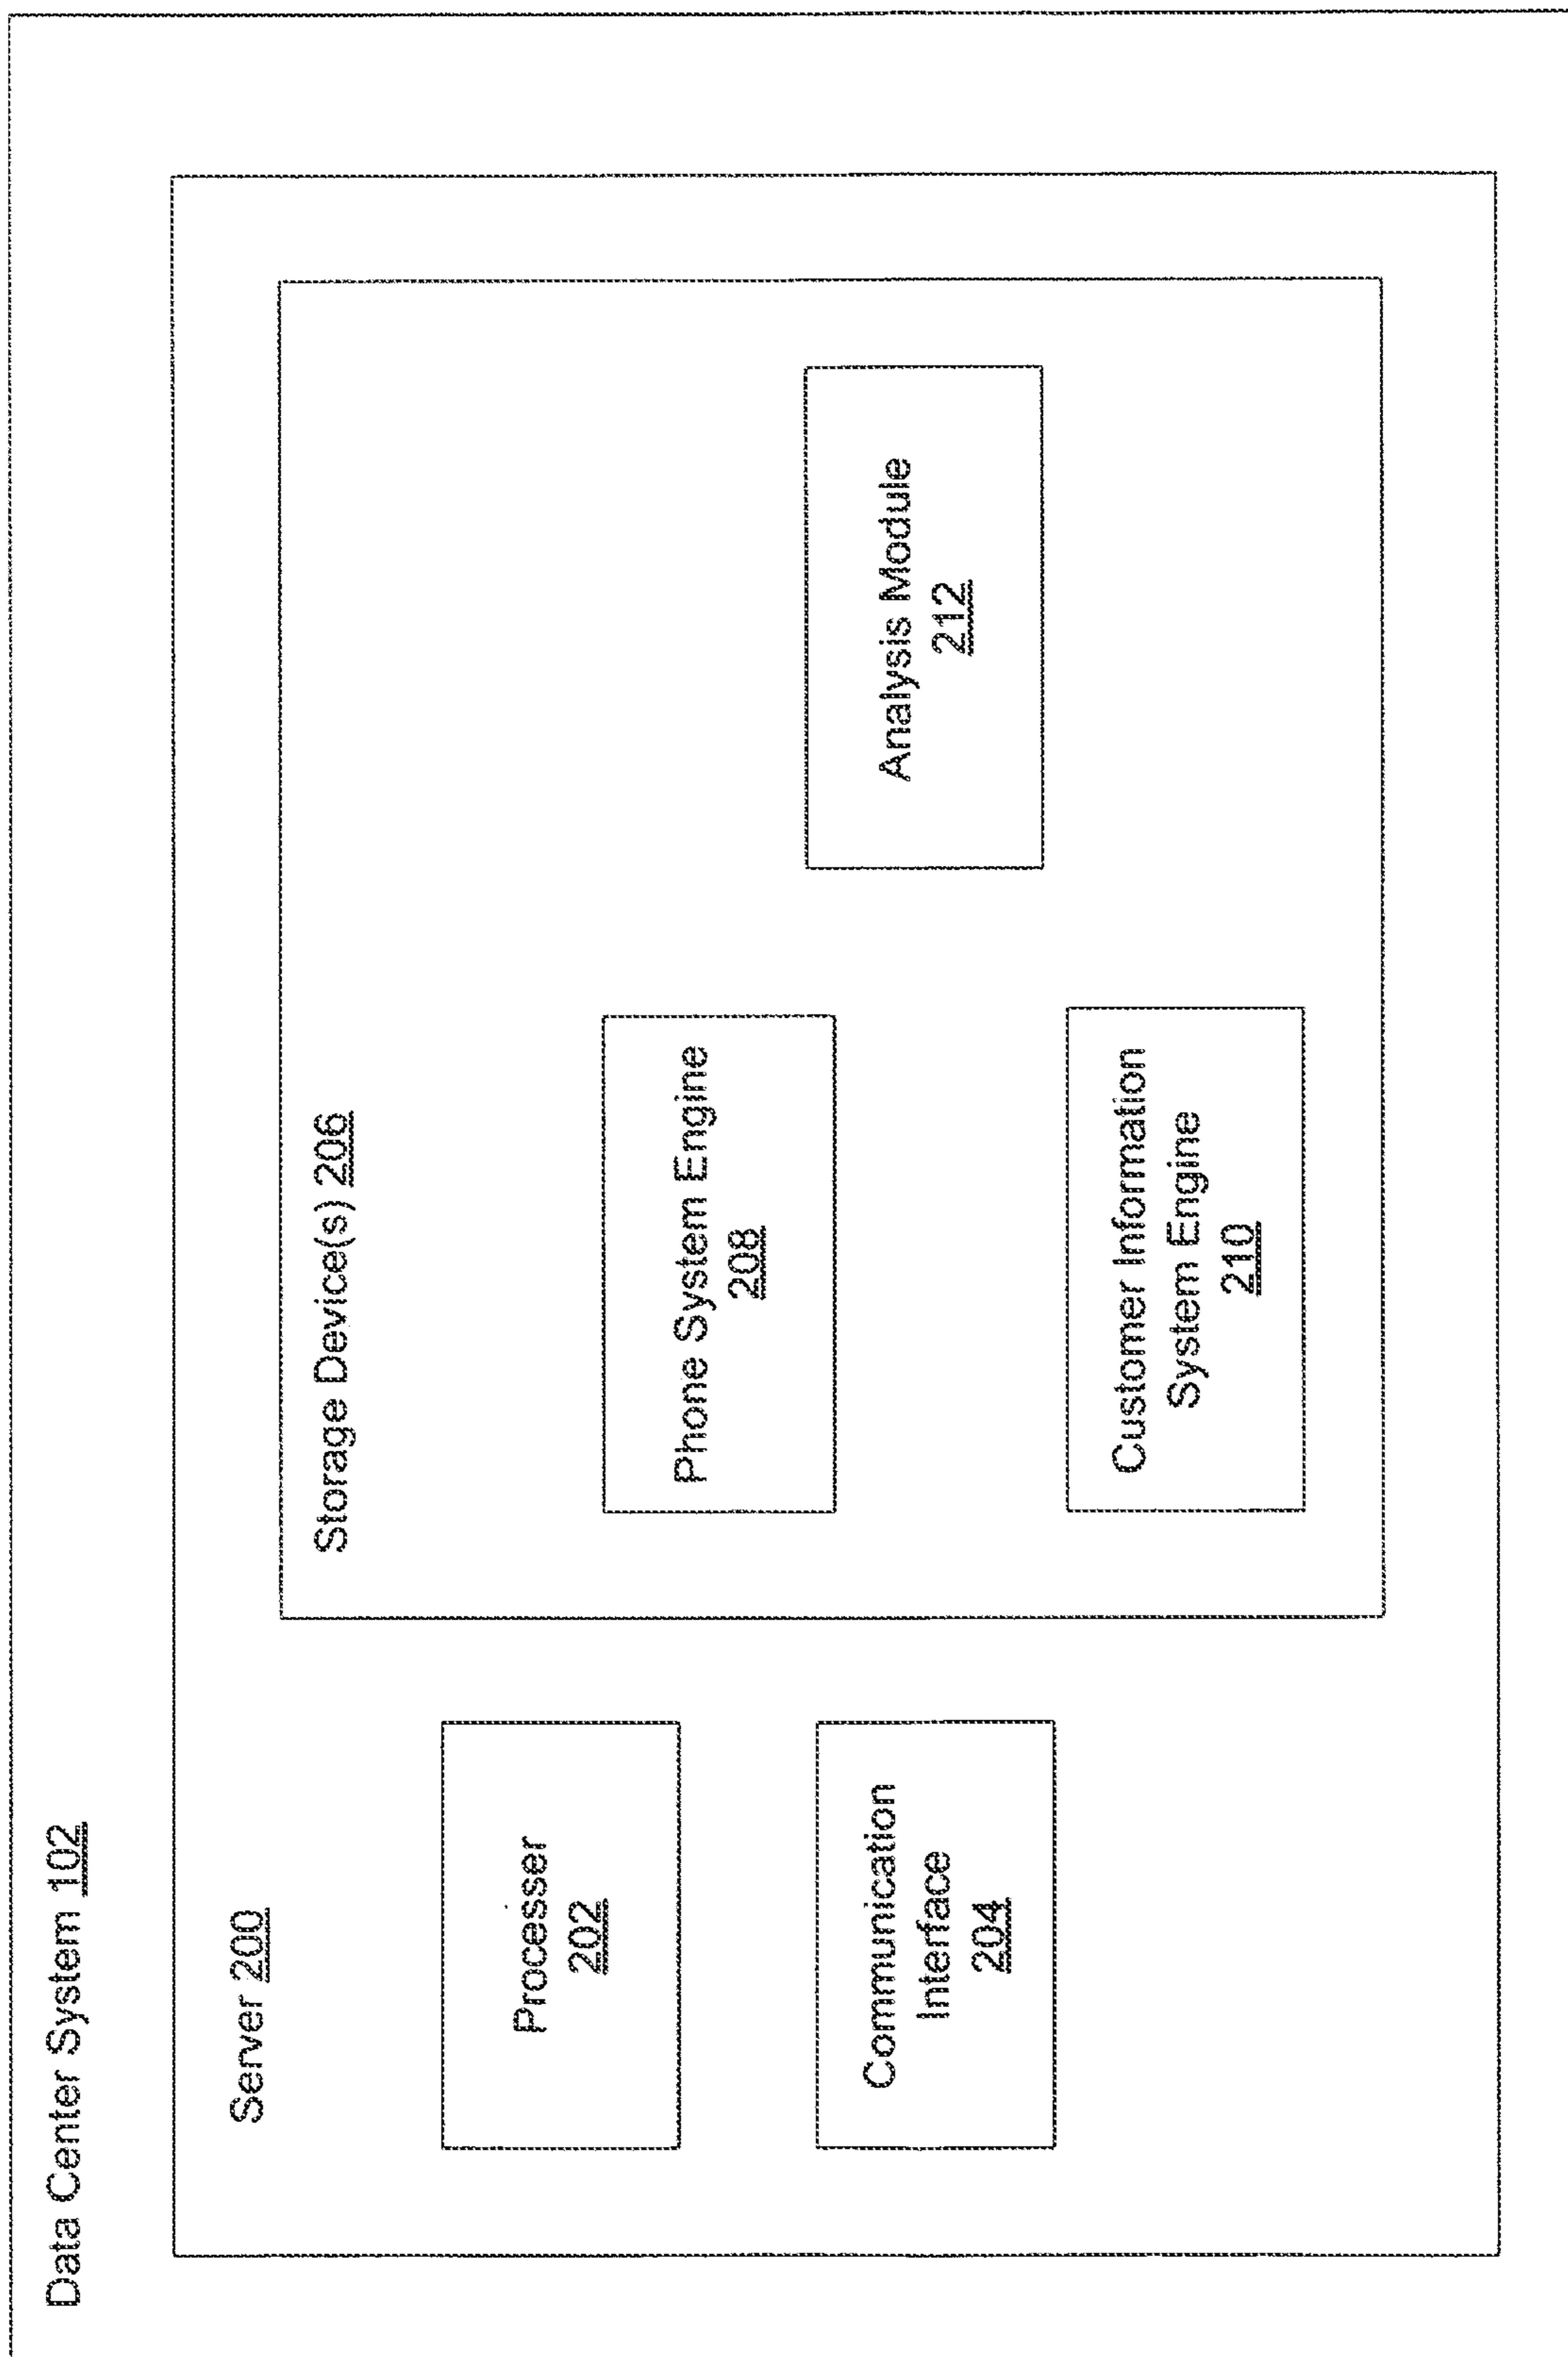 Data Center System 102
Server 200
Processer
202
Communication
Interface
204
Storage Device(s) 206
Phone System Engine
208
Customer Information
System Engine
210
Analysis Module
212